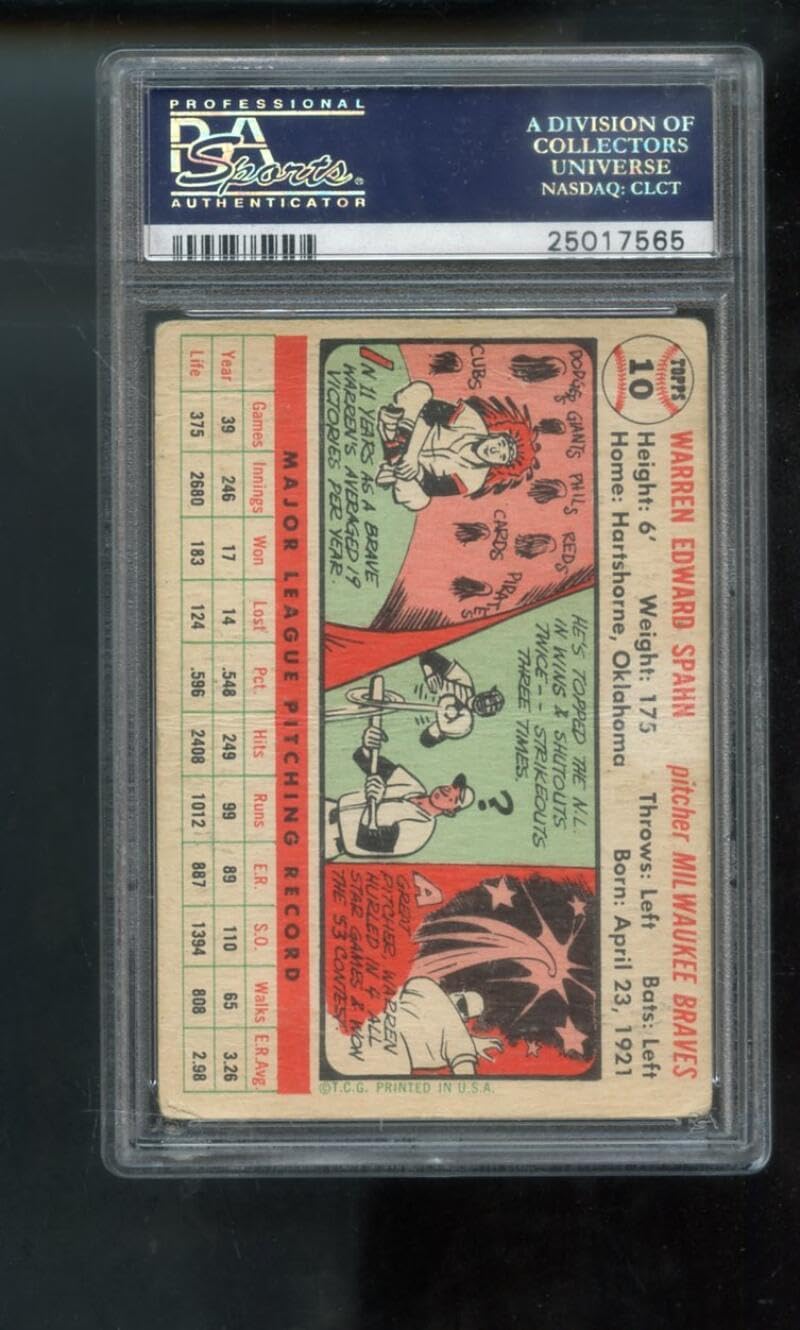 PROFESSIONAL
PSA
Sports®
AUTHENTICATOR
A DIVISION OF
COLLECTORS
UNIVERSE
NASDAQ: CLCT
25017565
TOPPS
10
WARREN EDWARD SPAHN pitcher MILWAUKEE BRAVES
Height: 6' Weight: 175 Throws: Left Bats: Left
Home: Hartshorne, Oklahoma Born: April 23, 1921
DODGERS GIANTS PHILS REDS PIRATES
CUBS CARDS
IN 11 YEARS AS A BRAVE
WARREN'S AVERAGED 19
VICTORIES PER YEAR.
HE'S TOPPED THE N.L.
IN WINS & SHUTOUTS
TWICE-- STRIKEOUTS
THREE TIMES.
?
A
GREAT
PITCHER, WARREN
HURLED IN 4 ALL
STAR GAMES & WON
THE '53 CONTEST.
©T.C.G. PRINTED IN U.S.A.
MAJOR LEAGUE PITCHING RECORD
Games Innings Won Lost Pct. Hits Runs E.R. S.O. Walks E.R.Avg.
Year 39 246 17 14 .548 249 99 89 110 65 3.26
Life 375 2680 183 124 .596 2408 1012 887 1394 808 2.98